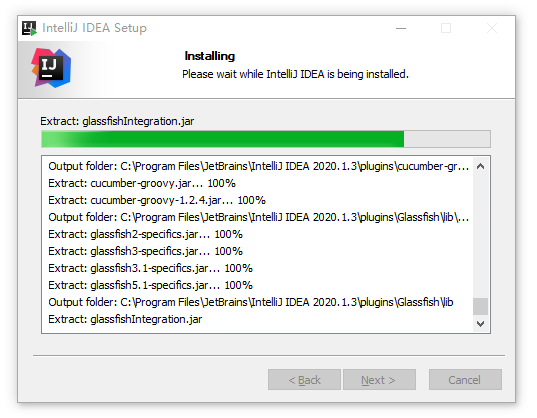 IntelliJ IDEA Setup
IJ
Installing
Please wait while IntelliJ IDEA is being installed.
Extract: glassfishIntegration.jar
Output folder: C:\Program Files\JetBrains\IntelliJ IDEA 2020.1.3\plugins\cucumber-gr...
Extract: cucumber-groovy.jar... 100%
Extract: cucumber-groovy-1.2.4.jar... 100%
Output folder: C:\Program Files\JetBrains\IntelliJ IDEA 2020.1.3\plugins\Glassfish\lib\...
Extract: glassfish2-specifics.jar... 100%
Extract: glassfish3-specifics.jar... 100%
Extract: glassfish3.1-specifics.jar... 100%
Extract: glassfish5.1-specifics.jar... 100%
Output folder: C:\Program Files\JetBrains\IntelliJ IDEA 2020.1.3\plugins\Glassfish\lib
Extract: glassfishIntegration.jar
< Back Next > Cancel